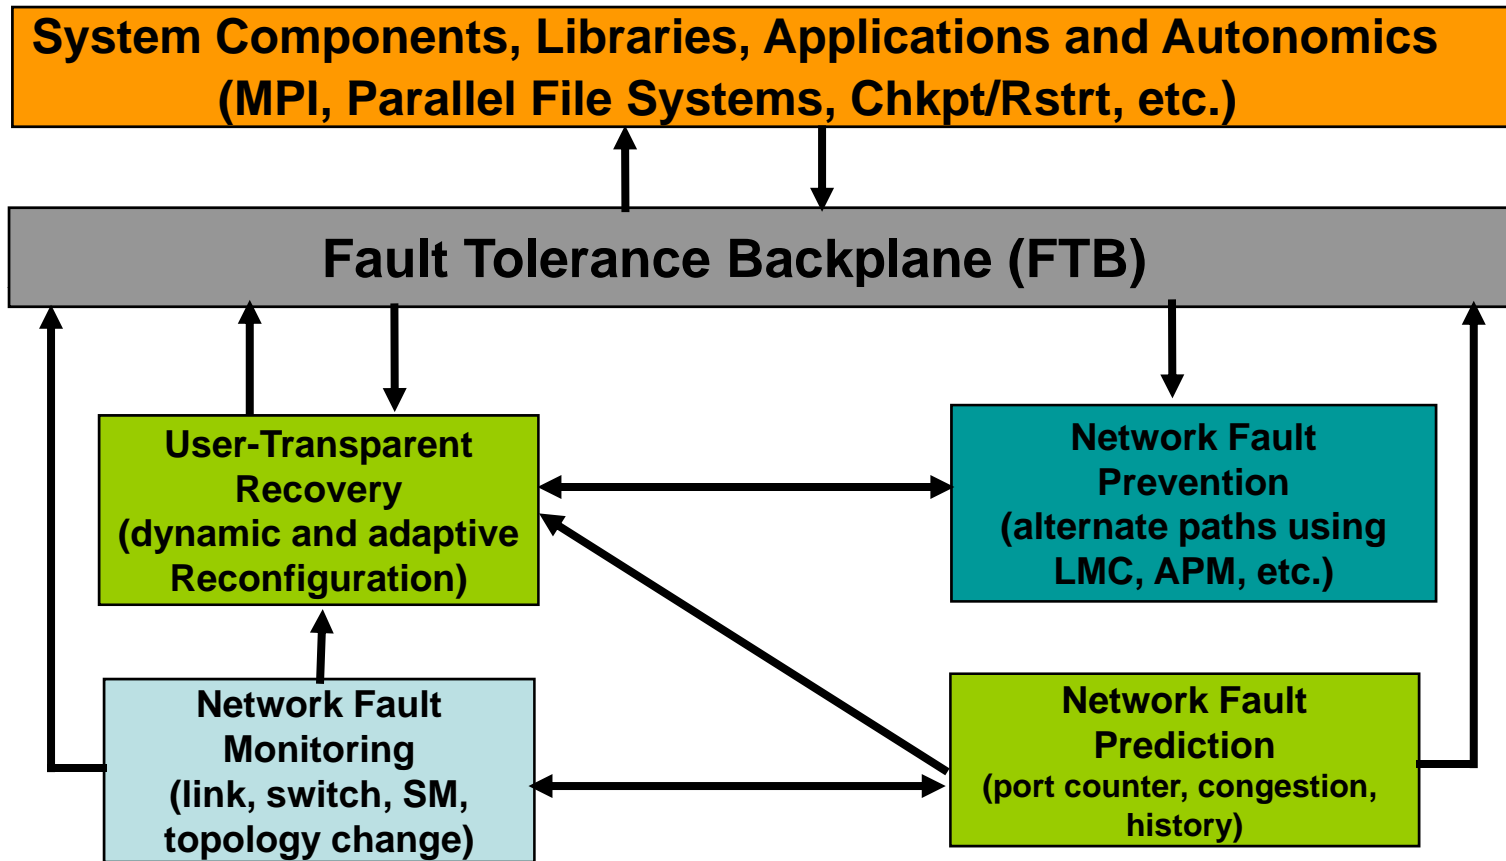 System Components, Libraries, Applications and Autonomics
(MPI, Parallel File Systems, Chkpt/Rstrt, etc.)
Fault Tolerance Backplane (FTB)
User-Transparent
Recovery
(dynamic and adaptive
Reconfiguration)
Network Fault
Prevention
(alternate paths using
LMC, APM, etc.)
Network Fault
Monitoring
(link, switch, SM,
topology change)
Network Fault
Prediction
(port counter, congestion,
history)